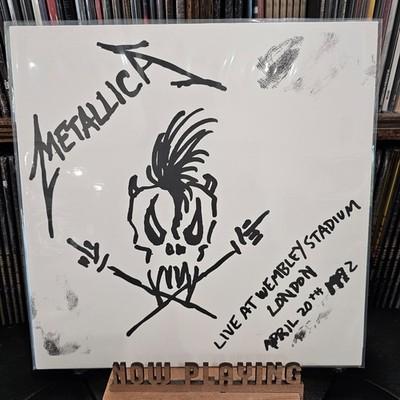 METALLICA
LIVE AT WEMBLEY/STADIUM
LONDON
APRIL 20TH 1992
NOW PLAYING